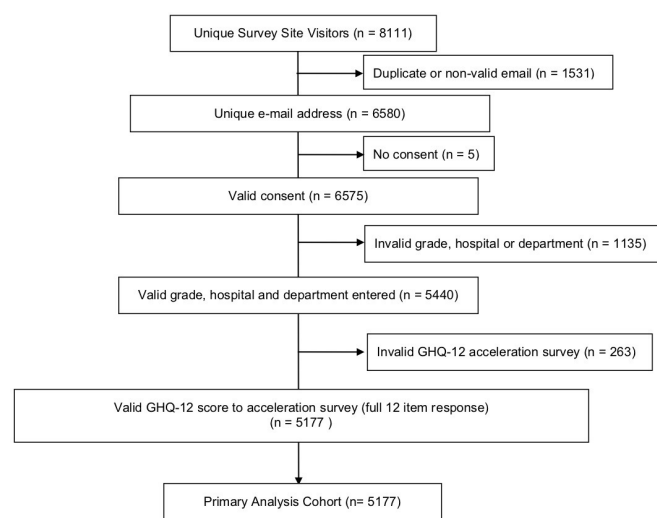 Unique Survey Site Visitors (n = 8111)
Duplicate or non-valid email (n = 1531)
Unique e-mail address (n = 6580)
No consent (n = 5)
Valid consent (n = 6575)
Invalid grade, hospital or department (n = 1135)
Valid grade, hospital and department entered (n = 5440)
Invalid GHQ-12 acceleration survey (n = 263)
Valid GHQ-12 score to acceleration survey (full 12 item response)
(n = 5177 )
Primary Analysis Cohort (n= 5177)